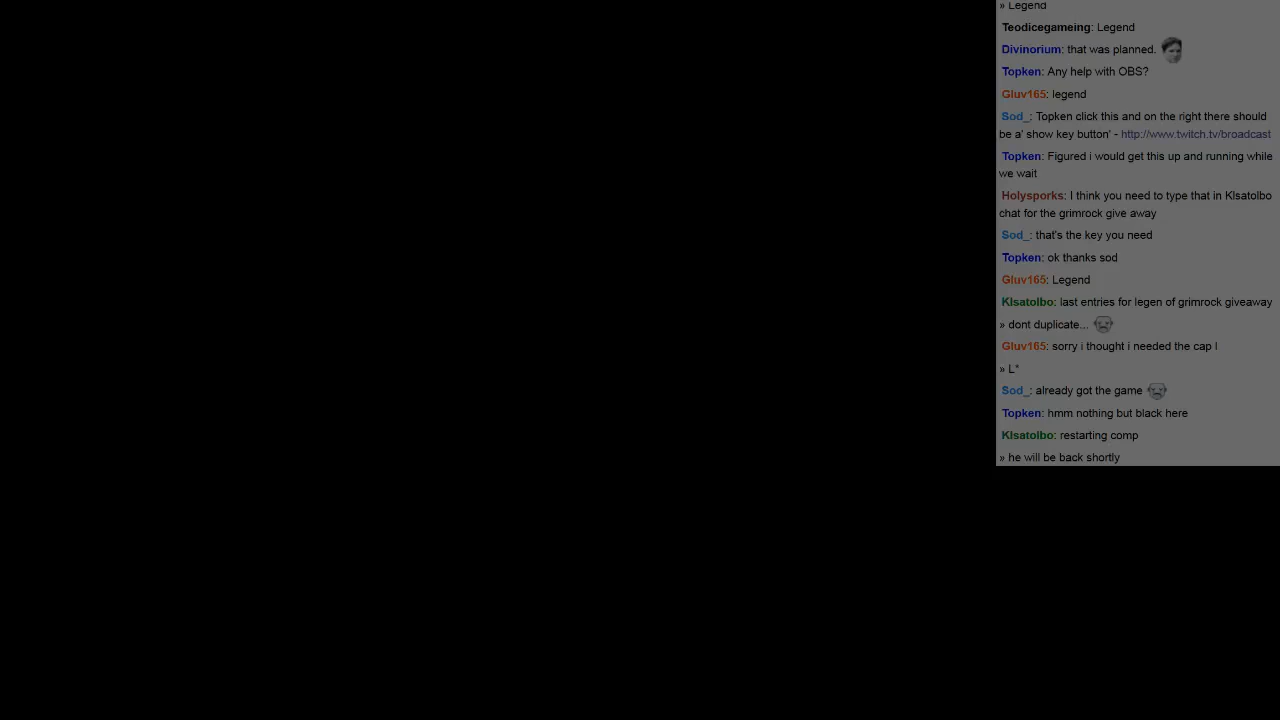 » Legend
Teodicegameing: Legend
Divinorium: that was planned.
Topken: Any help with OBS?
Gluv165: legend
Sod_: Topken click this and on the right there should
be a' show key button' - http://www.twitch.tv/broadcast
Topken: Figured i would get this up and running while
we wait
Holysporks: I think you need to type that in Klsatolbo
chat for the grimrock give away
Sod_: that's the key you need
Topken: ok thanks sod
Gluv165: Legend
Klsatolbo: last entries for legen of grimrock giveaway
» dont duplicate...
Gluv165: sorry i thought i needed the cap l
» L*
Sod_: already got the game
Topken: hmm nothing but black here
Klsatolbo: restarting comp
» he will be back shortly